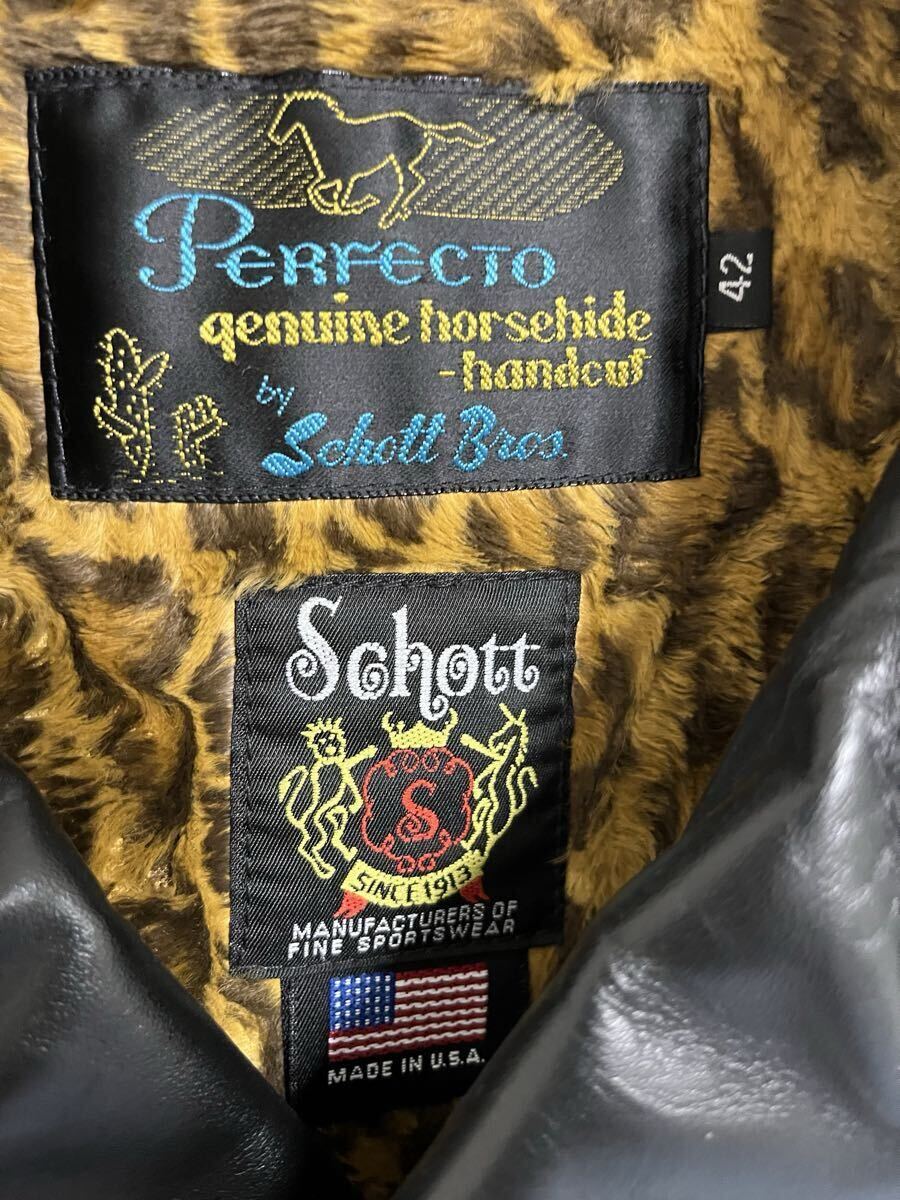 Perfecto
genuine horsehide
-handcut
by
Schott Bros.
42
Schott
S
SINCE 1913
MANUFACTURERS OF
FINE SPORTSWEAR
MADE IN U.S.A.